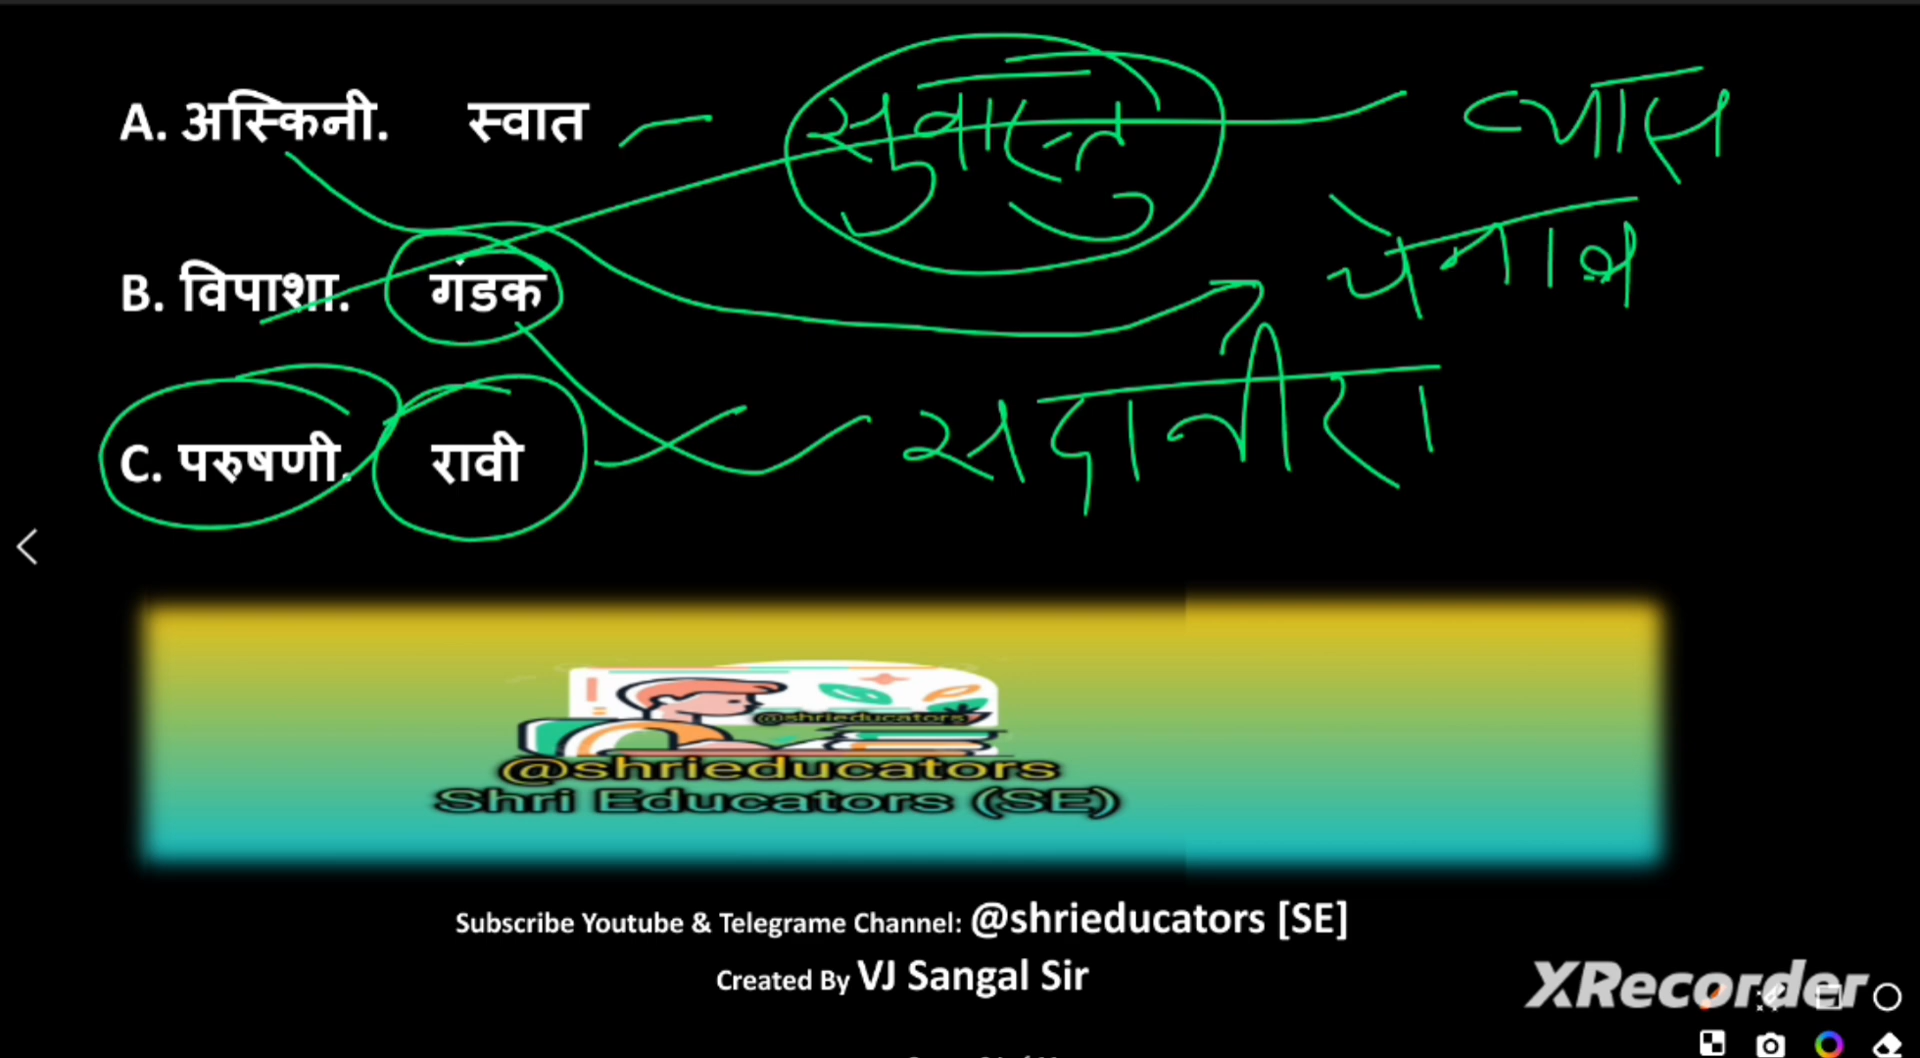 A. अस्किनी. स्वात सुवास्तु व्यास
B. विपाशा. गंडक चेनाब
C. परुषणी. रावी सदानीरा
@shrieducators
@shrieducators
Shri Educators (SE)
Subscribe Youtube & Telegrame Channel: @shrieducators [SE]
Created By VJ Sangal Sir
XRecorder